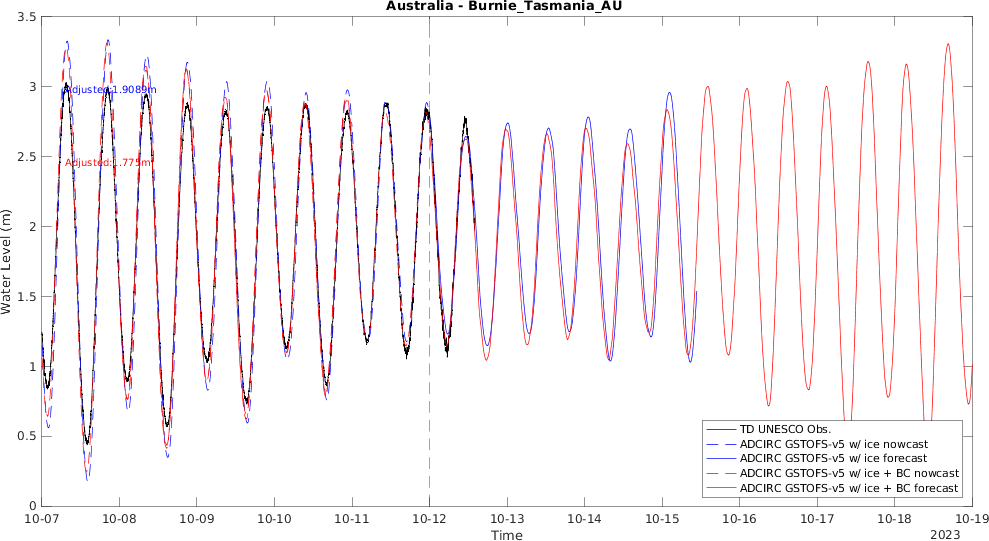 Australia - Burnie_Tasmania_AU
3.5
3
2.5
2
1.5
1
0.5
0
Water Level (m)
Adjusted:1.9089m
Adjusted:1.775m
TD UNESCO Obs.
ADCIRC GSTOFS-v5 w/ ice nowcast
ADCIRC GSTOFS-v5 w/ ice forecast
ADCIRC GSTOFS-v5 w/ ice + BC nowcast
ADCIRC GSTOFS-v5 w/ ice + BC forecast
10-07 10-08 10-09 10-10 10-11 10-12 10-13 10-14 10-15 10-16 10-17 10-18 10-19
Time
2023